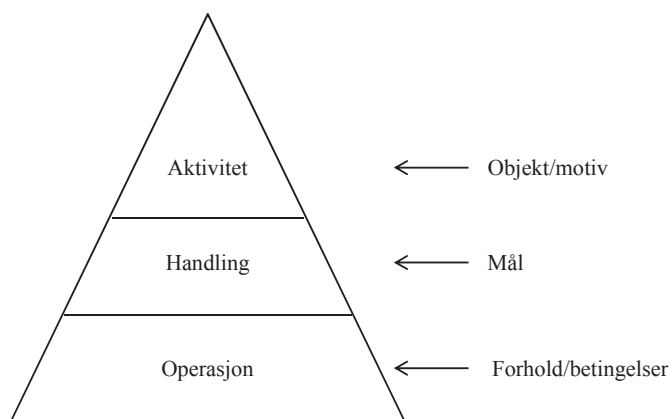 Aktivitet
Objekt/motiv
Handling
Mål
Operasjon
Forhold/betingelser